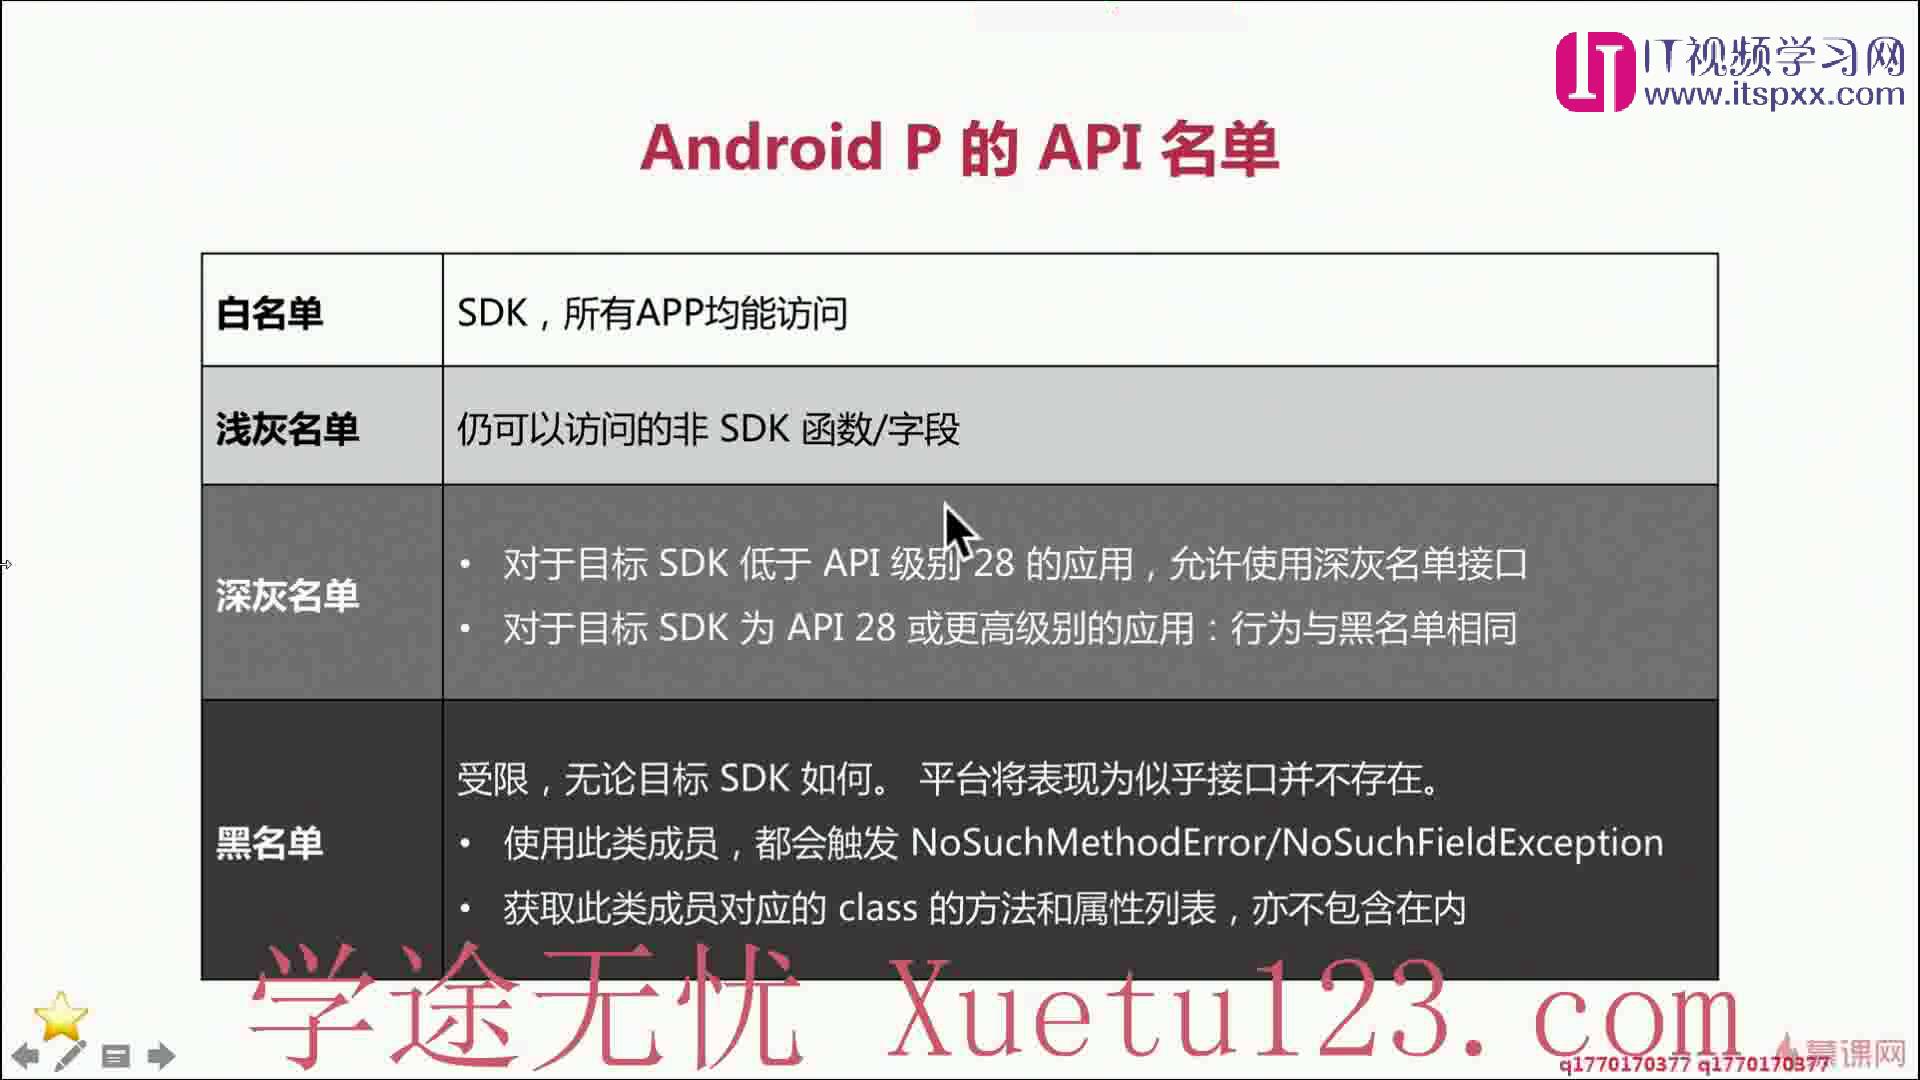 IT视频学习网
www.itspxx.com
Android P 的 API 名单
白名单
SDK，所有APP均能访问
浅灰名单
仍可以访问的非 SDK 函数/字段
深灰名单
• 对于目标 SDK 低于 API 级别 28 的应用，允许使用深灰名单接口
• 对于目标 SDK 为 API 28 或更高级别的应用：行为与黑名单相同
黑名单
受限，无论目标 SDK 如何。 平台将表现为似乎接口并不存在。
• 使用此类成员，都会触发 NoSuchMethodError/NoSuchFieldException
• 获取此类成员对应的 class 的方法和属性列表，亦不包含在内
学途无忧 Xuetu123.com
慕课网
q1770170377 q1770170377